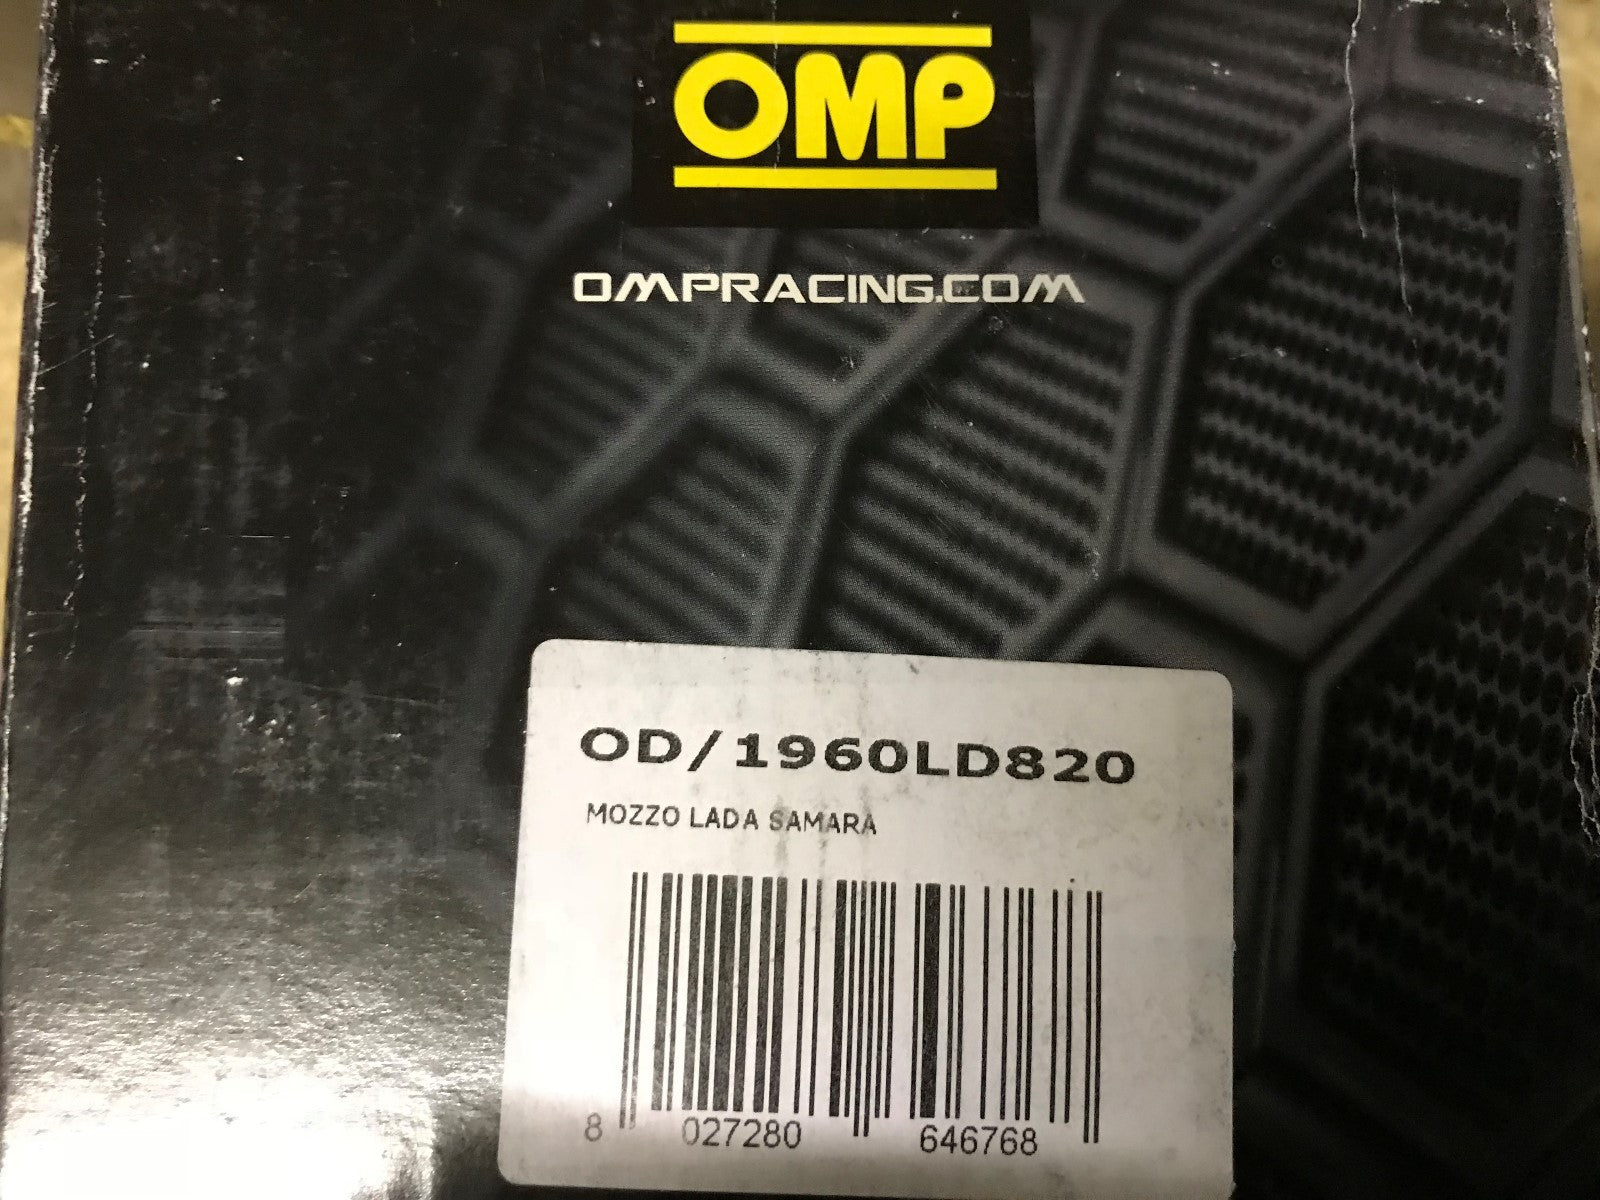 OMP
OMPRACING.COM
OD/1960LD820
MOZZO LADA SAMARA
8 027280 646768